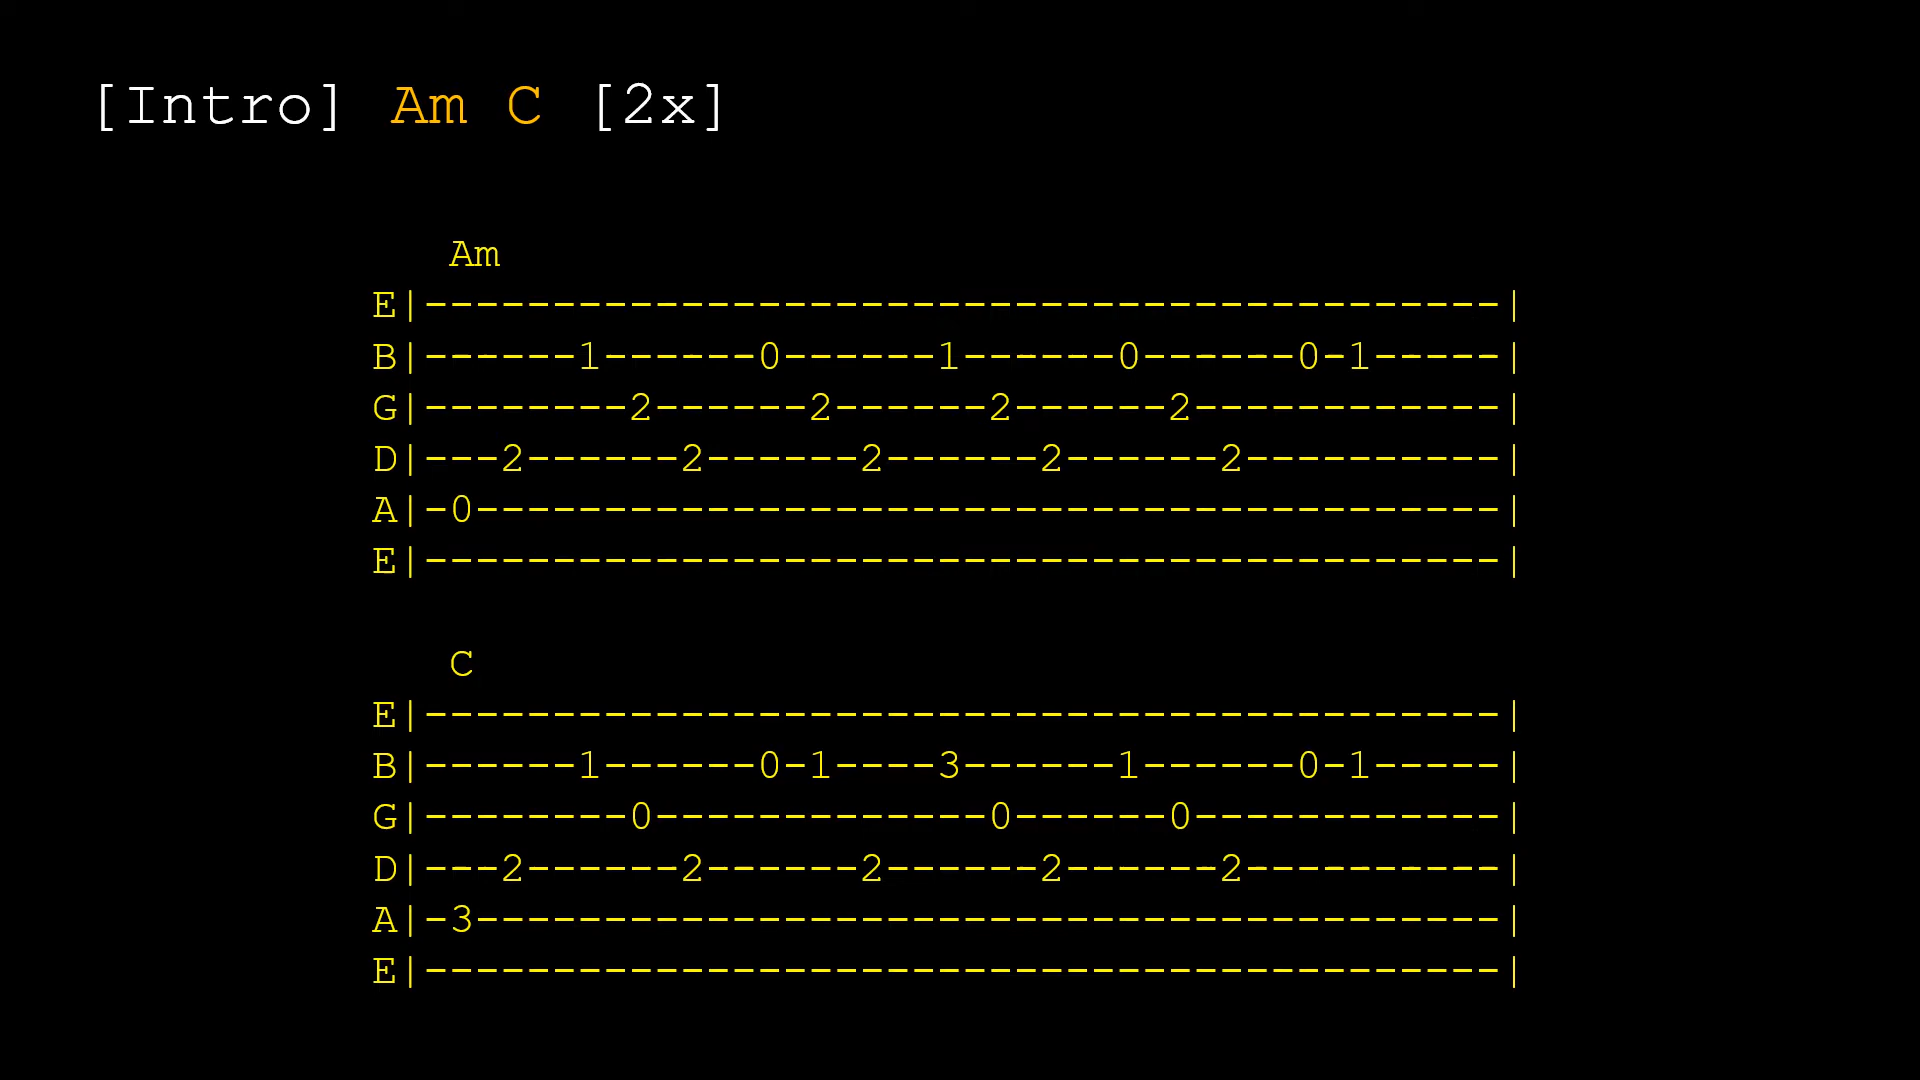 [Intro] Am C [2x]
   Am
E|------------------------------------------|
B|------1------0------1------0------0-1-----|
G|--------2------2------2------2------------|
D|---2------2------2------2------2----------|
A|-0----------------------------------------|
E|------------------------------------------|
   C
E|------------------------------------------|
B|------1------0-1----3------1------0-1-----|
G|--------0-------------0------0------------|
D|---2------2------2------2------2----------|
A|-3----------------------------------------|
E|------------------------------------------|